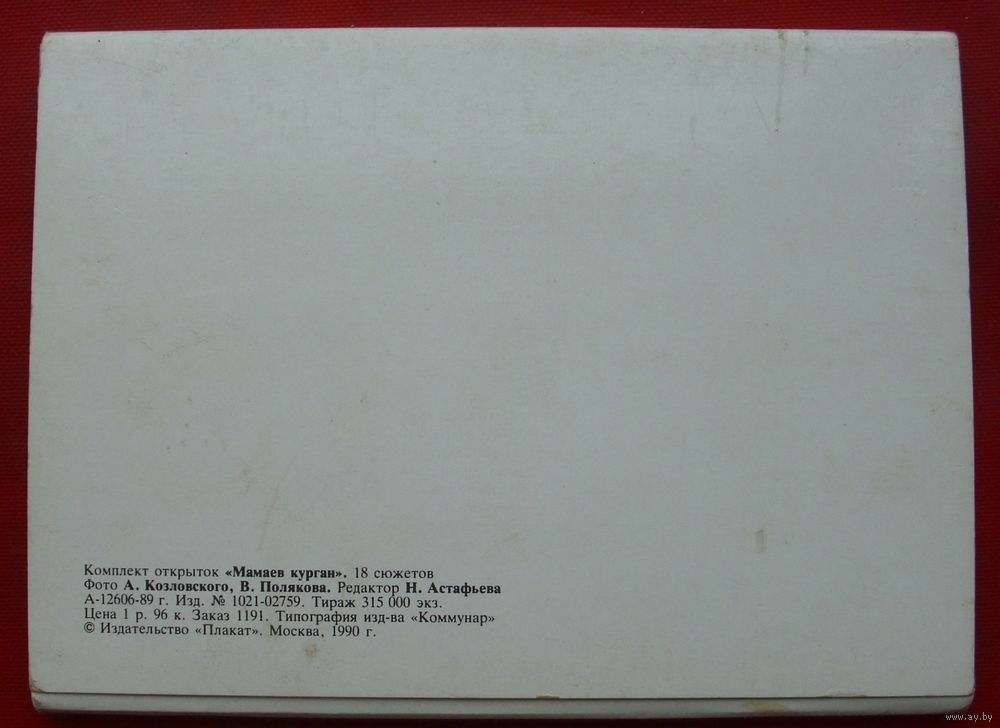 Комплект открыток «Мамаев курган». 18 сюжетов
Фото А. Козловского, В. Полякова. Редактор Н. Астафьева
А-12606-89 г. Изд. № 1021-02759. Тираж 315 000 экз.
Цена 1 р. 96 к. Заказ 1191. Типография изд-ва «Коммунар»
© Издательство «Плакат». Москва, 1990 г.
www.ay.by